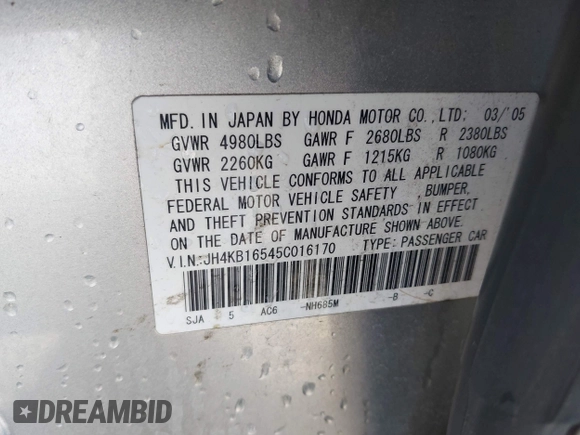 MFD. IN JAPAN BY HONDA MOTOR CO., LTD: 03/'05
GVWR 4980LBS GAWR F 2680LBS R 2380LBS
GVWR 2260KG GAWR F 1215KG R 1080KG
THIS VEHICLE CONFORMS TO ALL APPLICABLE
FEDERAL MOTOR VEHICLE SAFETY , BUMPER,
AND THEFT PREVENTION STANDARDS IN EFFECT
ON THE DATE OF MANUFACTURE SHOWN ABOVE.
V.I.N.:JH4KB16545C016170 TYPE: PASSENGER CAR
SJA 5 AC6 -NH685M -B -C
DREAMBID